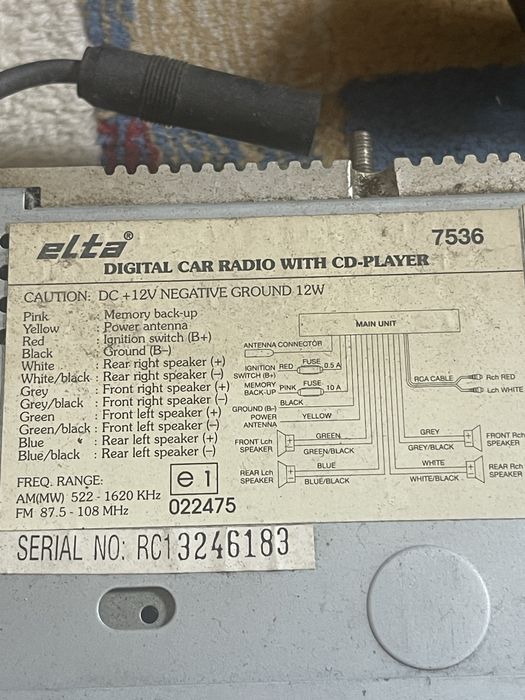 elta®
7536
DIGITAL CAR RADIO WITH CD-PLAYER
CAUTION: DC +12V NEGATIVE GROUND 12W
Pink : Memory back-up
Yellow : Power antenna
Red : Ignition switch (B+)
Black : Ground (B-)
White : Rear right speaker (+)
White/black : Rear right speaker (-)
Grey : Front right speaker (+)
Grey/black : Front right speaker (-)
Green : Front left speaker (+)
Green/black : Front left speaker (-)
Blue : Rear left speaker (+)
Blue/black : Rear left speaker (-)
FREQ. RANGE:
AM(MW) 522 - 1620 KHz
FM 87.5 - 108 MHz
e 1
022475
MAIN UNIT
ANTENNA CONNECTOR
IGNITION RED FUSE 0.5 A
SWITCH (B+)
MEMORY PINK FUSE 10 A
BACK-UP
BLACK
GROUND (B-)
POWER YELLOW
ANTENNA
GREEN
FRONT Lch
SPEAKER
GREEN/BLACK
BLUE
REAR Lch
SPEAKER
BLUE/BLACK
RCA CABLE
Rch RED
Lch WHITE
GREY
FRONT Rch
SPEAKER
GREY/BLACK
WHITE
REAR Rch
SPEAKER
WHITE/BLACK
SERIAL NO: RC13246183